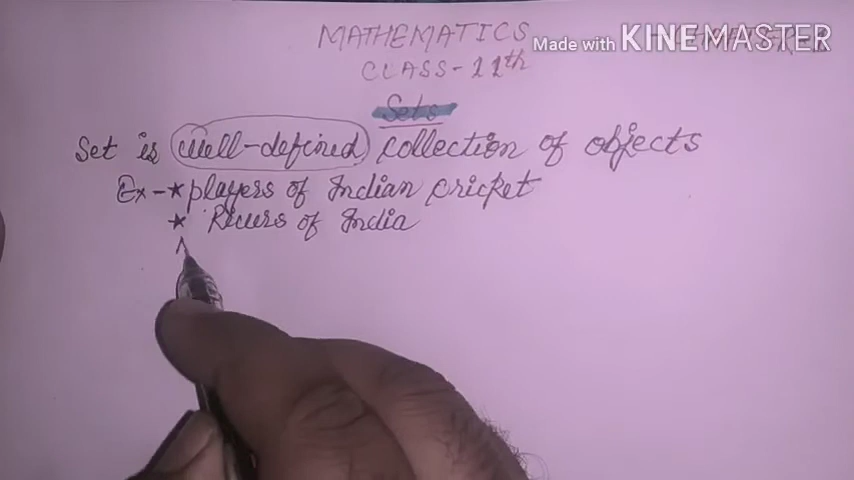 MATHEMATICS
Made with KINEMASTER
CLASS-11th
Sets
Set is well-defined collection of objects
Ex - * players of Indian cricket
* Rivers of India